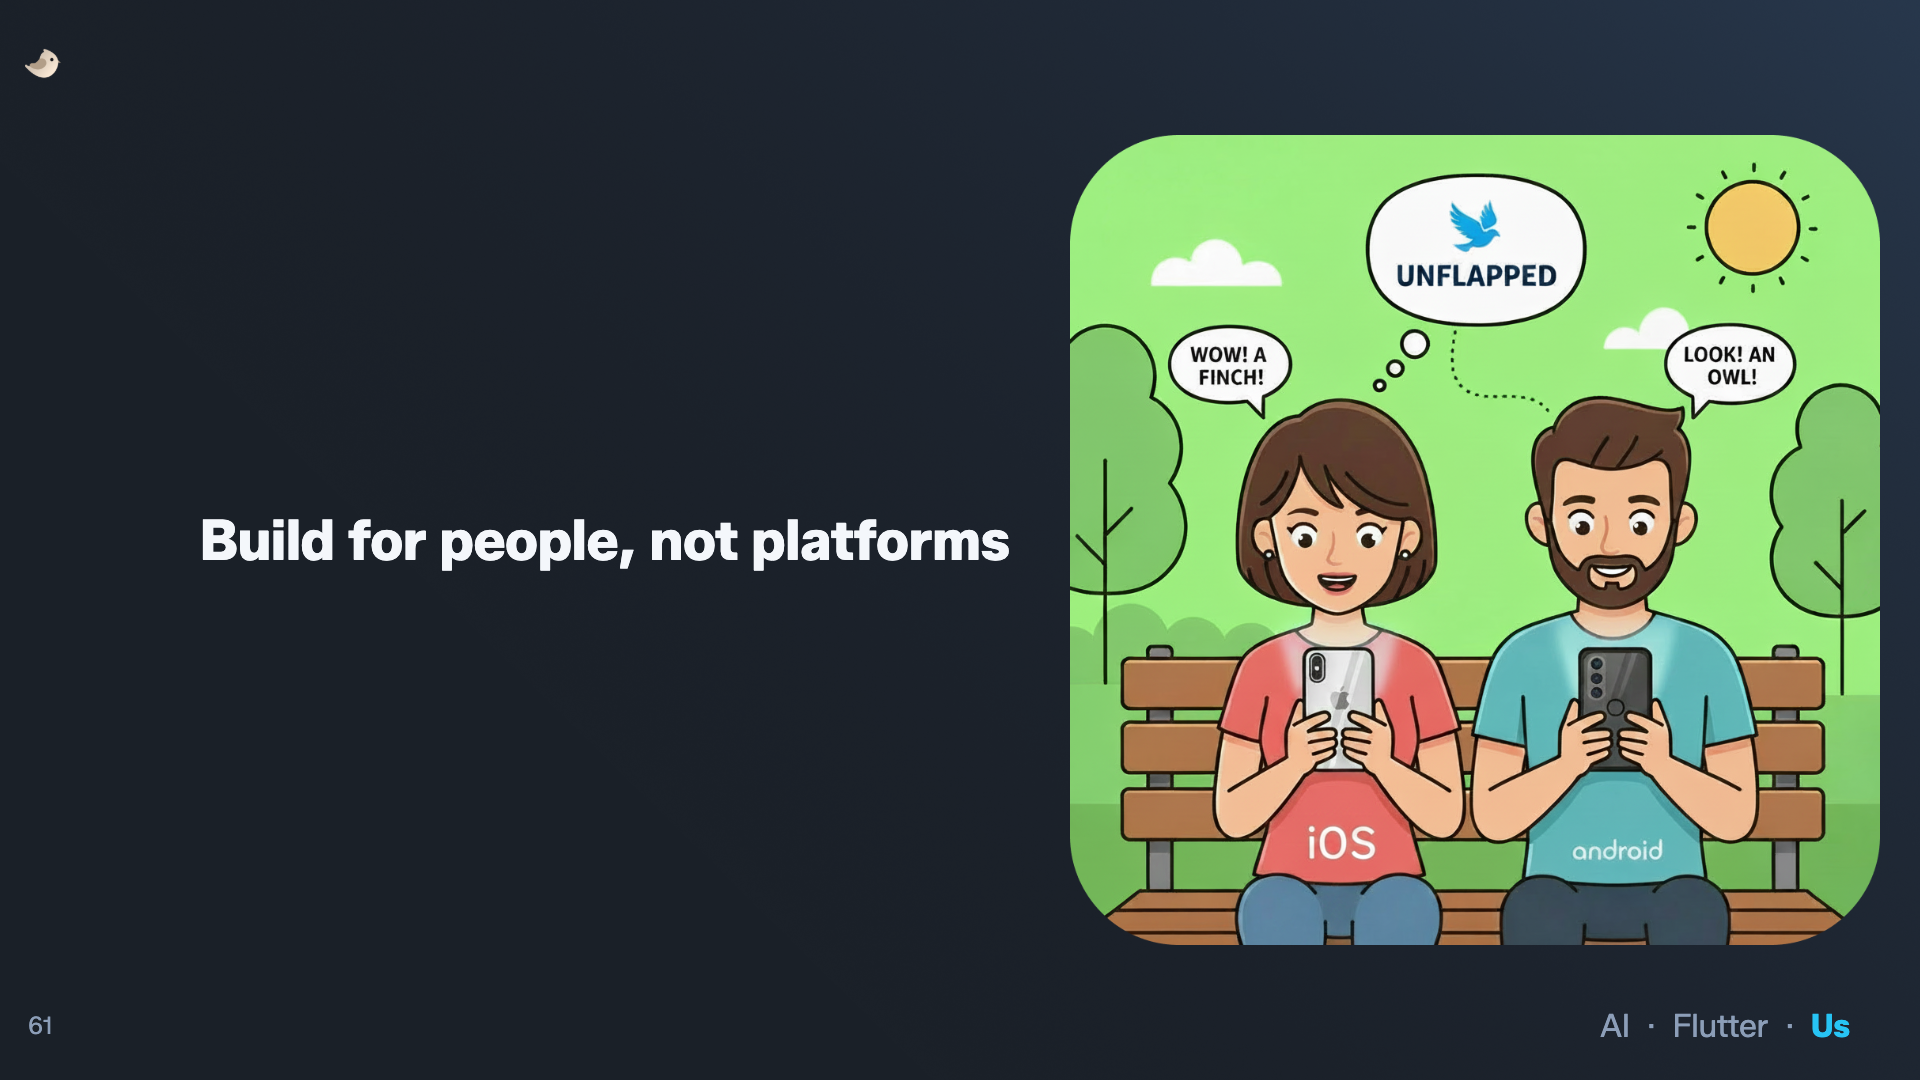 Build for people, not platforms
UNFLAPPED
WOW! A
FINCH!
LOOK! AN
OWL!
iOS
android
61
AI · Flutter · Us